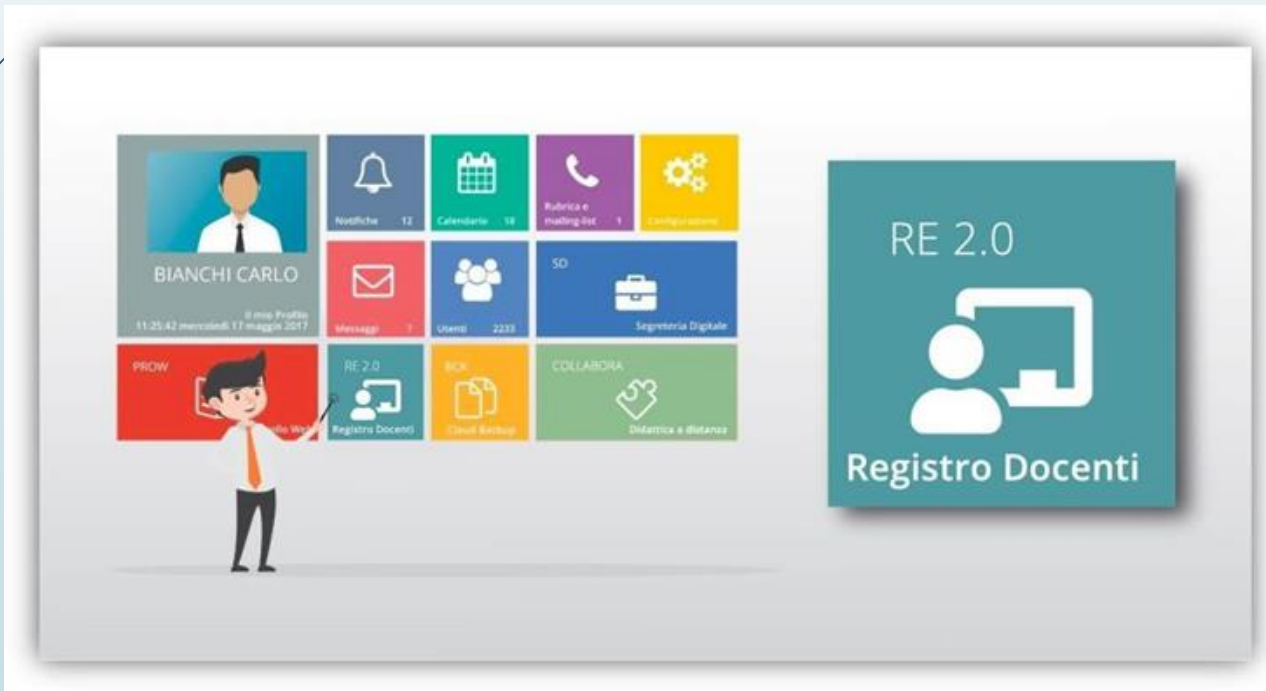 BIANCHI CARLO
Il mio Profilo
11:25:42 mercoledì 17 maggio 2017
Notifiche 12
Calendario 18
Rubrica e
mailing-list 1
Configurazione
Messaggi 7
Utenti 2233
SD
Segreteria Digitale
PROW
Web
RE 2.0
Registro Docenti
BCK
Cloud Backup
COLLABORA
Didattica a distanza
RE 2.0
Registro Docenti